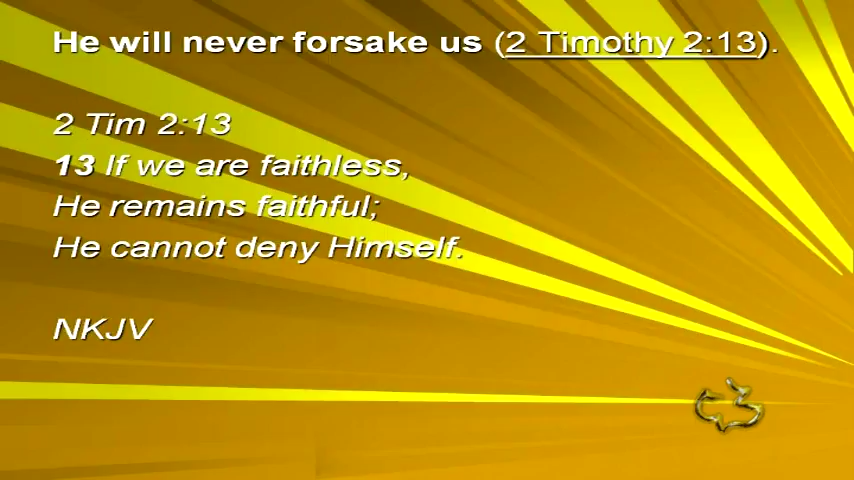 He will never forsake us (2 Timothy 2:13).
2 Tim 2:13
13 If we are faithless,
He remains faithful;
He cannot deny Himself.
NKJV